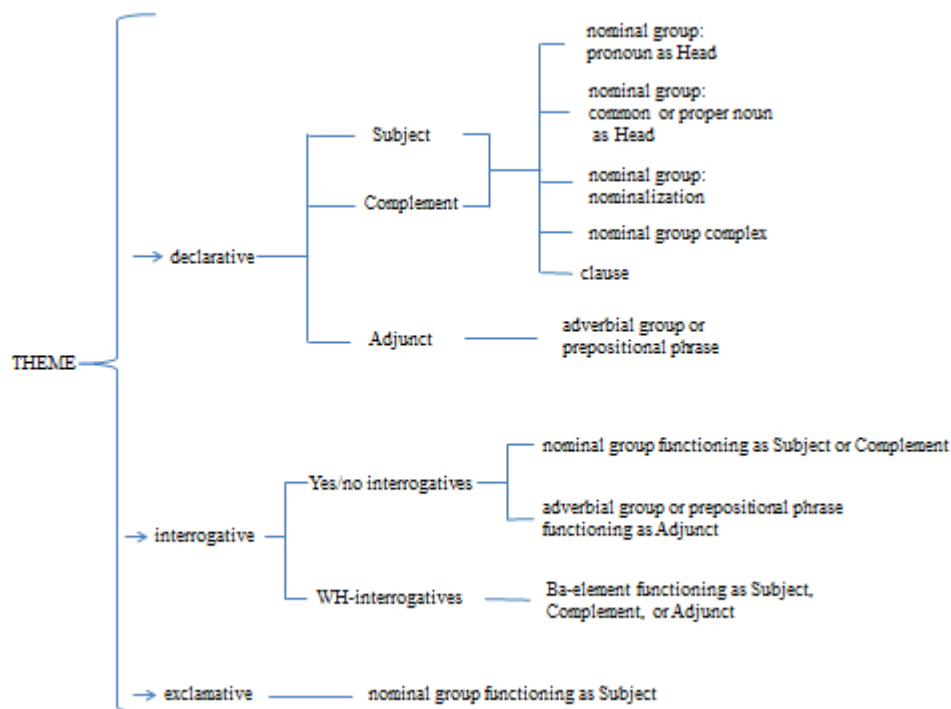 nominal group:
pronoun as Head
nominal group:
common or proper noun
as Head
Subject
nominal group:
nominalization
Complement
nominal group complex
declarative
clause
Adjunct
adverbial group or
prepositional phrase
THEME
nominal group functioning as Subject or Complement
Yes/no interrogatives
adverbial group or prepositional phrase
functioning as Adjunct
interrogative
WH-interrogatives
Ba-element functioning as Subject,
Complement, or Adjunct
exclamative
nominal group functioning as Subject